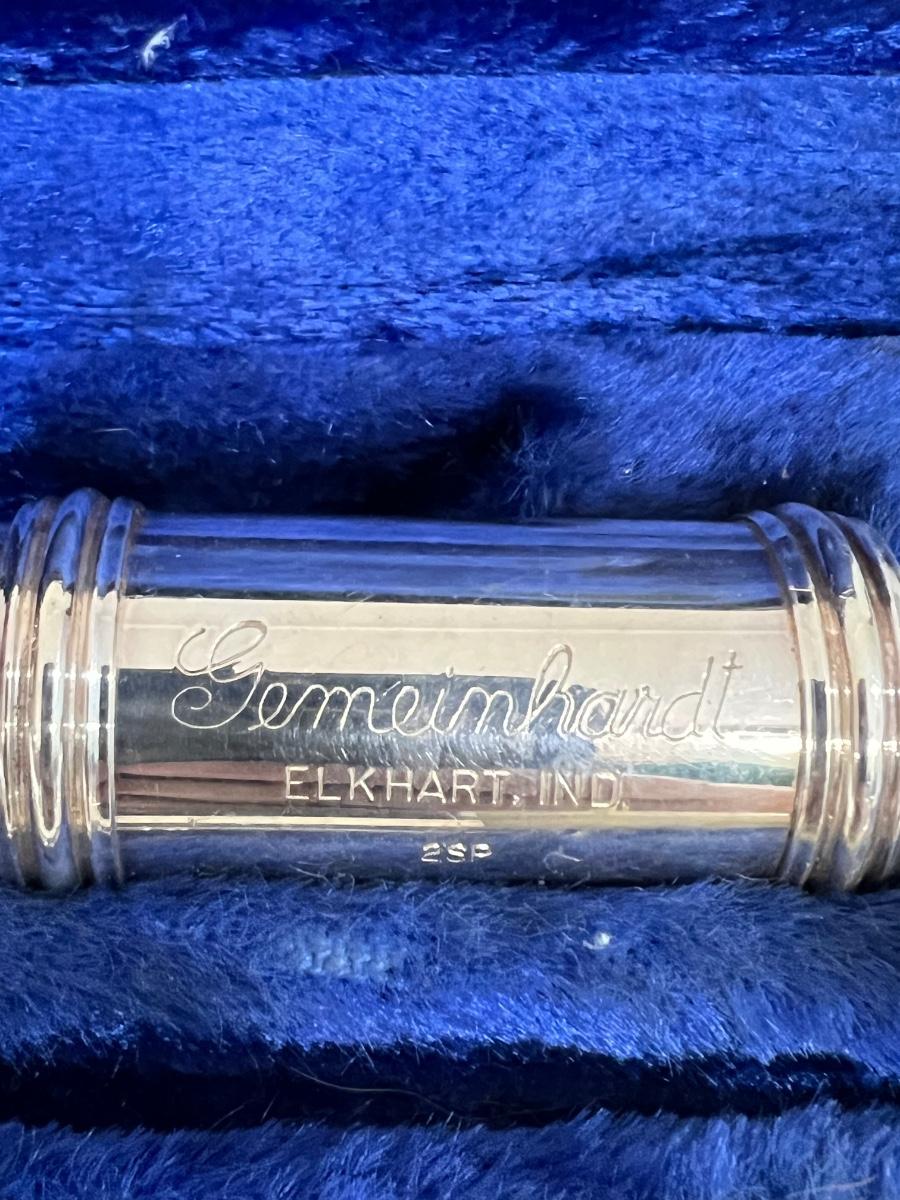 Gemeinhardt
ELKHART, IND.
2SP